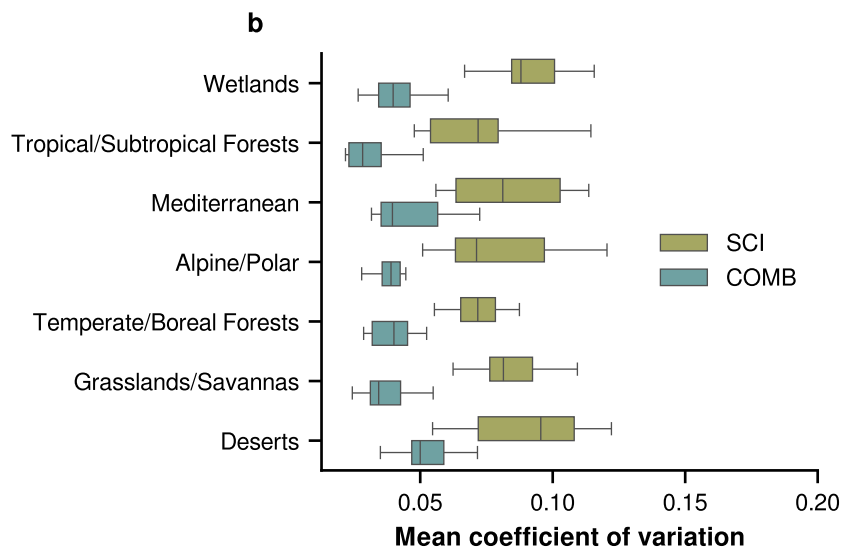 b
Wetlands
Tropical/Subtropical Forests
Mediterranean
Alpine/Polar
Temperate/Boreal Forests
Grasslands/Savannas
Deserts
SCI
COMB
0.05 0.10 0.15 0.20
Mean coefficient of variation